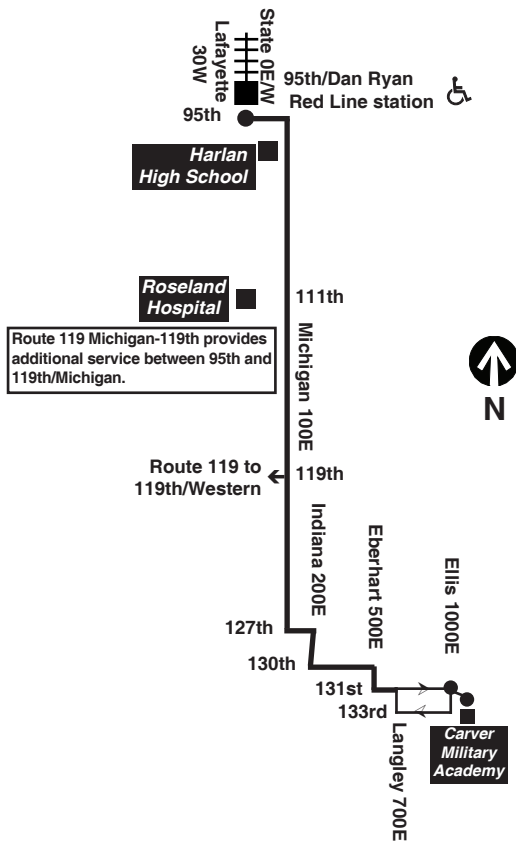 State 0E/W
Lafayette
30W
95th/Dan Ryan
Red Line station
95th
Harlan
High School
Roseland
Hospital
111th
Route 119 Michigan-119th provides
additional service between 95th and
119th/Michigan.
Michigan 100E
N
Route 119 to
119th/Western
119th
Indiana 200E
Eberhart 500E
Ellis 1000E
127th
130th
131st
133rd
Langley 700E
Carver
Military
Academy